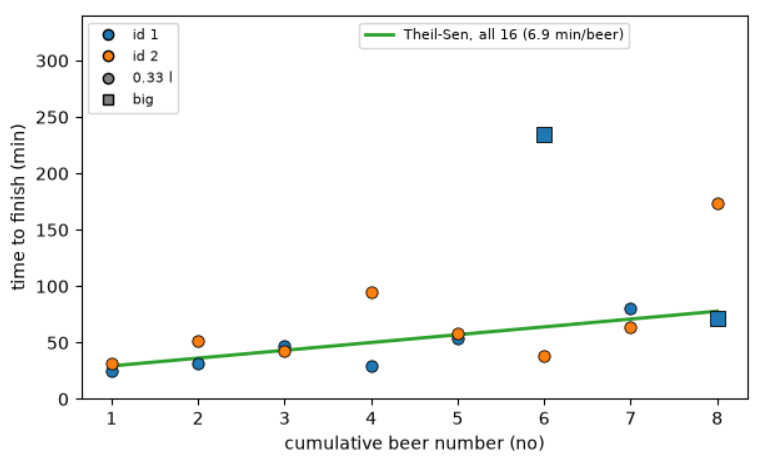 id 1
id 2
0.33 l
big
Theil-Sen, all 16 (6.9 min/beer)
300
250
200
150
100
50
0
time to finish (min)
1 2 3 4 5 6 7 8
cumulative beer number (no)